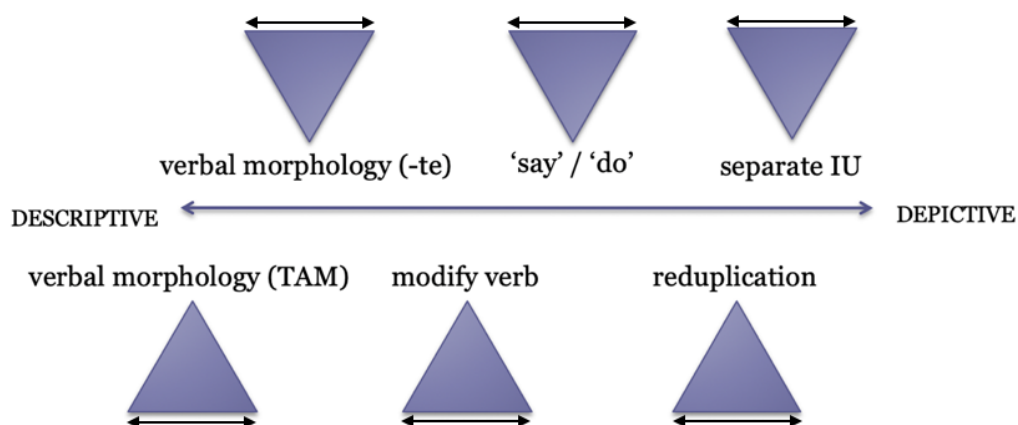 verbal morphology (-te) ‘say’ / ‘do’ separate IU
DESCRIPTIVE DEPICTIVE
verbal morphology (TAM) modify verb reduplication